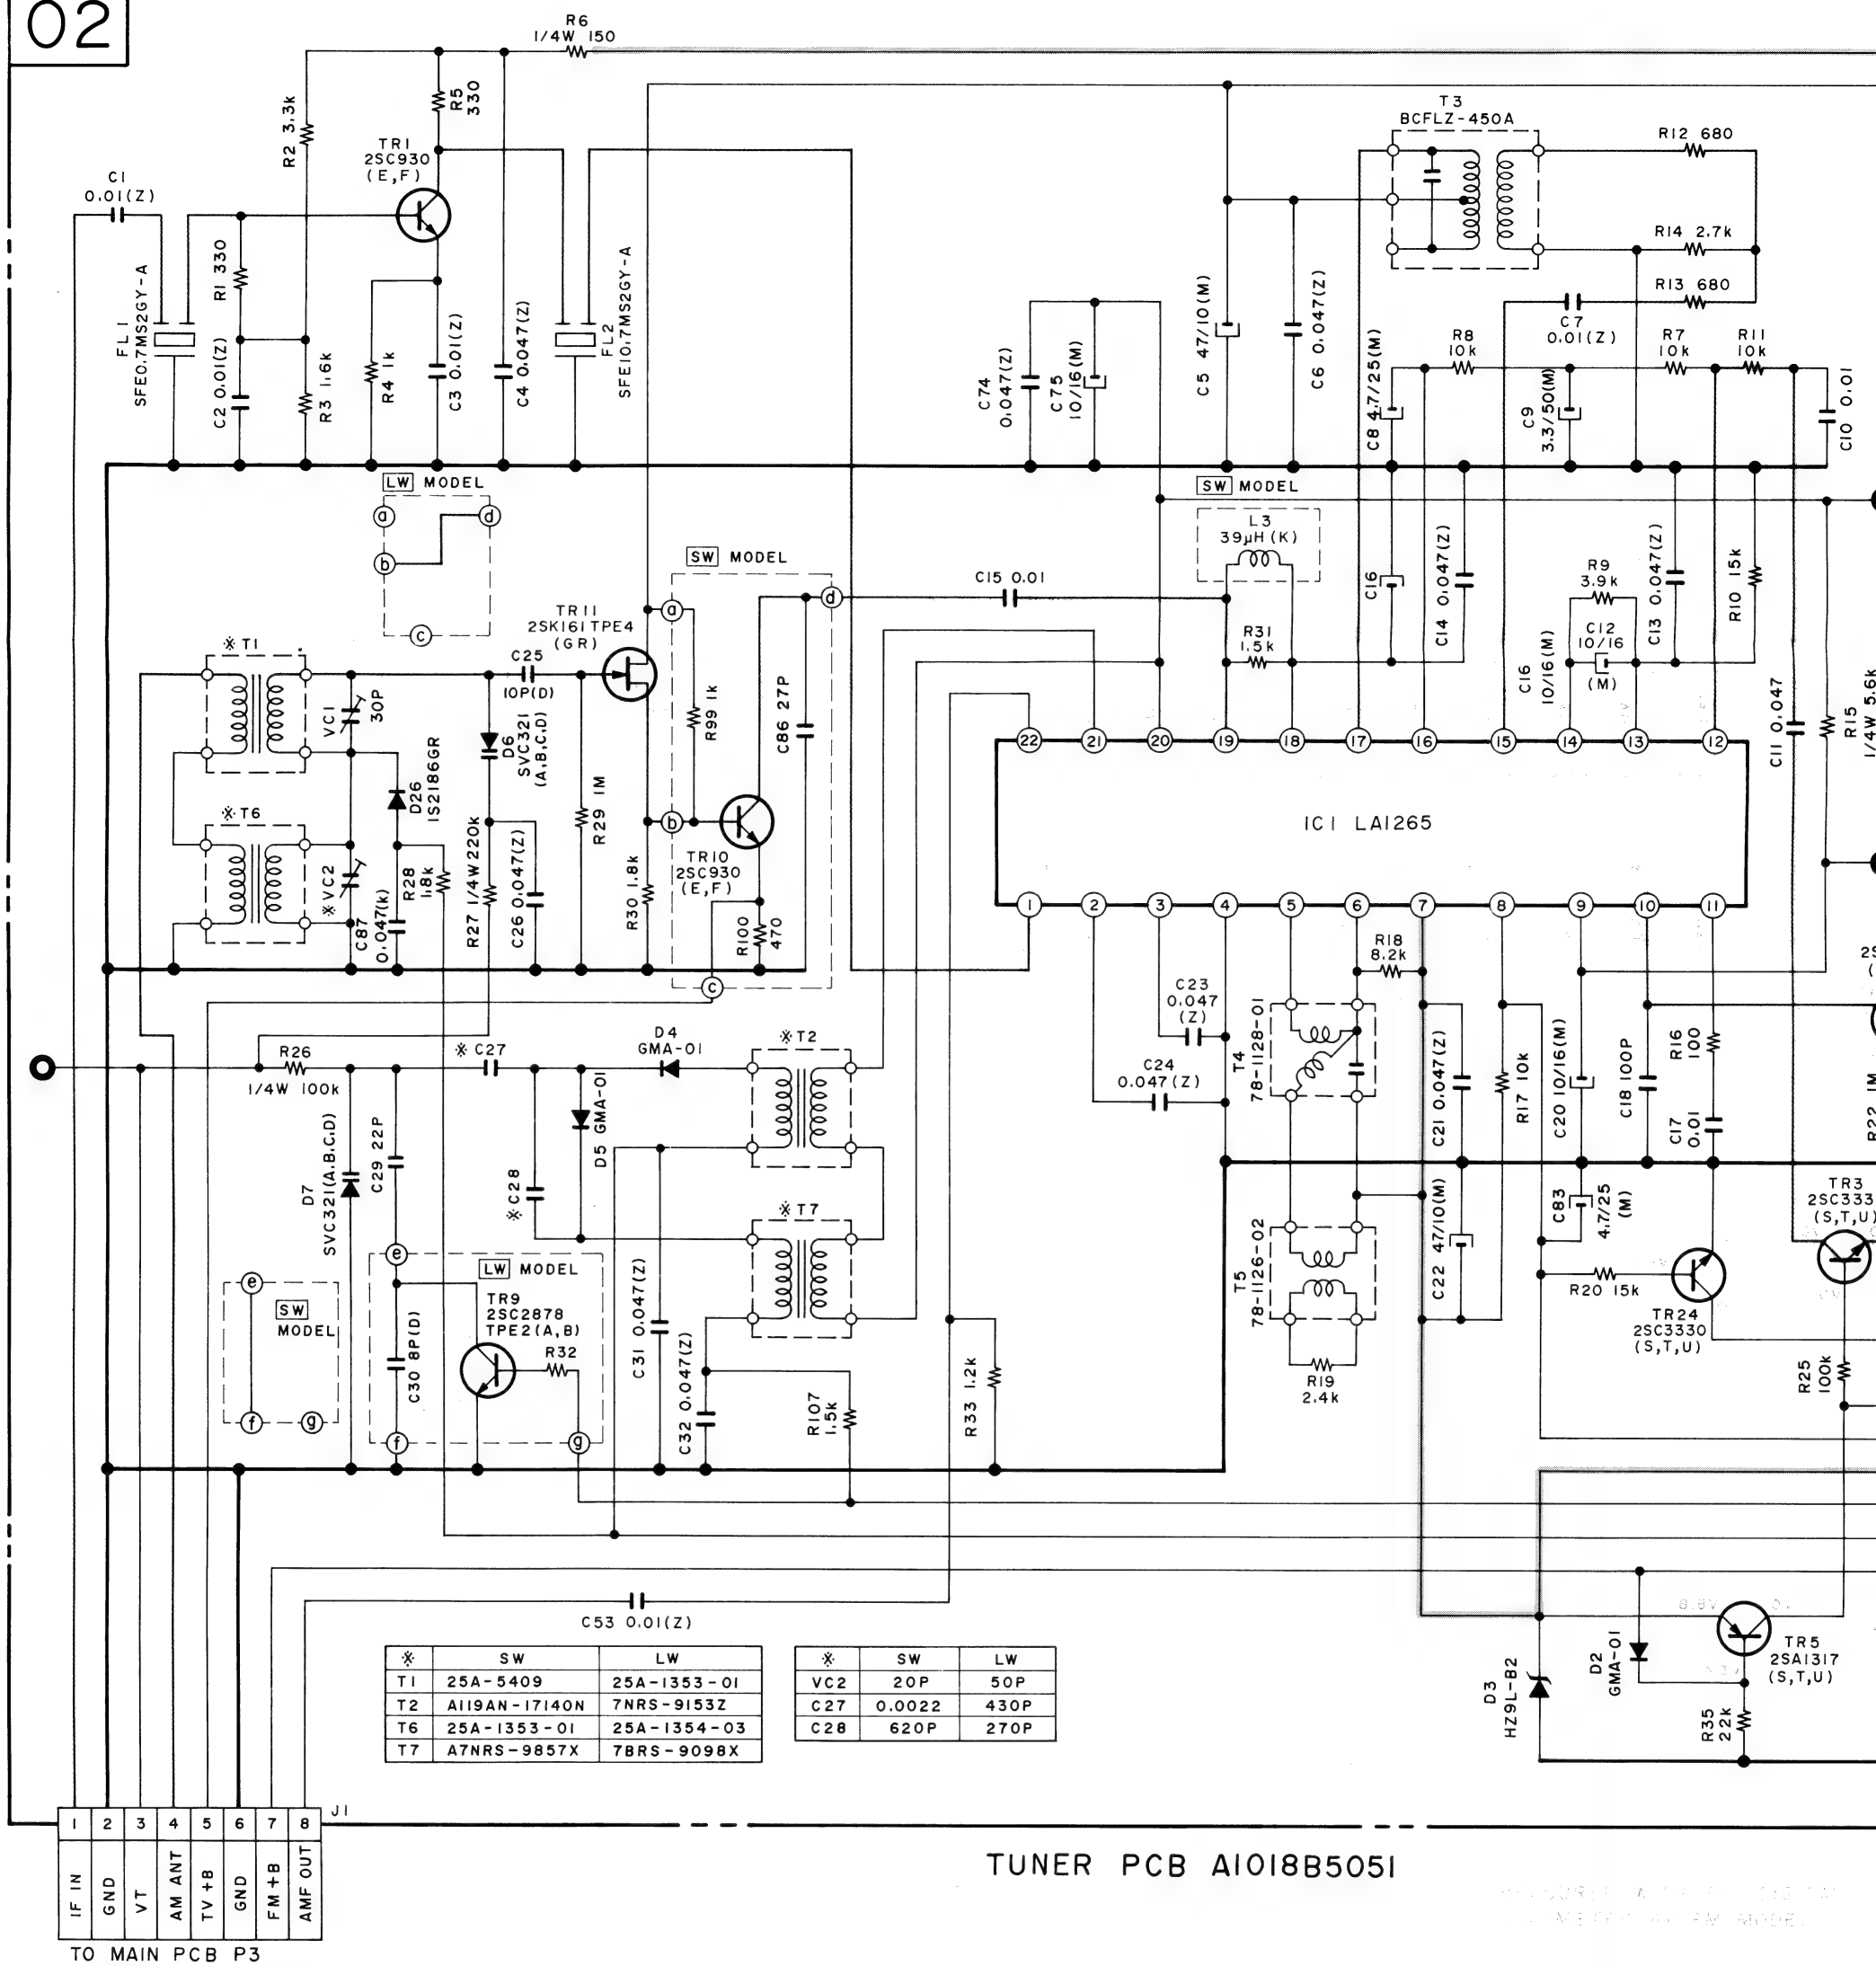 02
R6
1/4W 150
R2 3.3k
R5
330
TR1
2SC930
(E,F)
C1
0.01(Z)
FL1
SFE0.7MS2GY-A
R1 330
C2 0.01(Z)
R3 1.6k
R4 1k
C3 0.01(Z)
C4 0.047(Z)
FL2
SFE10.7MS2GY-A
T3
BCFLZ-450A
R12 680
R14 2.7k
R13 680
C7
0.01(Z)
C74
0.047(Z)
C75
10/16(M)
C5 47/10(M)
C6 0.047(Z)
C8 4.7/25(M)
R8
10k
C9
3.3/50(M)
R7
10k
R11
10k
C10 0.01
LW MODEL
a
d
b
c
SW MODEL
a
d
b
c
C15 0.01
SW MODEL
L3
39μH(K)
R31
1.5k
C16
C14 0.047(Z)
C16
10/16(M)
R9
3.9k
C12
10/16
(M)
C13 0.047(Z)
R10 15k
C11 0.047
R15
1/4W 5.6k
※T1
VC1
30P
C25
10P(D)
TR11
2SK161TPE4
(GR)
D6
SVC321
(A,B,C,D)
D26
1S2186GR
R99 1k
C86 27P
R29 1M
※T6
※VC2
C87
0.047(k)
R28
1.8k
R27 1/4W 220k
C26 0.047(Z)
R30 1.8k
TR10
2SC930
(E,F)
R100
470
22 21 20 19 18 17 16 15 14 13 12
IC1 LA1265
1 2 3 4 5 6 7 8 9 10 11
R18
8.2k
C23
0.047
(Z)
C24
0.047(Z)
T4
78-1128-01
C21 0.047(Z)
R17 10k
C20 10/16(M)
C18 100P
R16
100
C17
0.01
R22 1M
R26
1/4W 100k
※C27
D4
GMA-01
※T2
D5 GMA-01
D7
SVC321(A.B.C.D)
C29 22P
※C28
※T7
T5
78-1126-02
C22 47/10(M)
C83
4.7/25
(M)
TR3
2SC333
(S,T,U)
R20 15k
TR24
2SC3330
(S,T,U)
R19
2.4k
R25
100k
e
SW
MODEL
f
g
e
LW MODEL
TR9
2SC2878
TPE2(A,B)
R32
C30 8P(D)
f
g
C31 0.047(Z)
C32 0.047(Z)
R107
1.5k
R33 1.2k
C53 0.01(Z)
D3
HZ9L-B2
D2
GMA-01
TR5
2SA1317
(S,T,U)
R35
22k
※ SW LW
T1 25A-5409 25A-1353-01
T2 A119AN-17140N 7NRS-9153Z
T6 25A-1353-01 25A-1354-03
T7 A7NRS-9857X 7BRS-9098X
※ SW LW
VC2 20P 50P
C27 0.0022 430P
C28 620P 270P
J1
1 2 3 4 5 6 7 8
IF IN
GND
VT
AM ANT
TV +B
GND
FM +B
AMF OUT
TO MAIN PCB P3
TUNER PCB A1018B5051